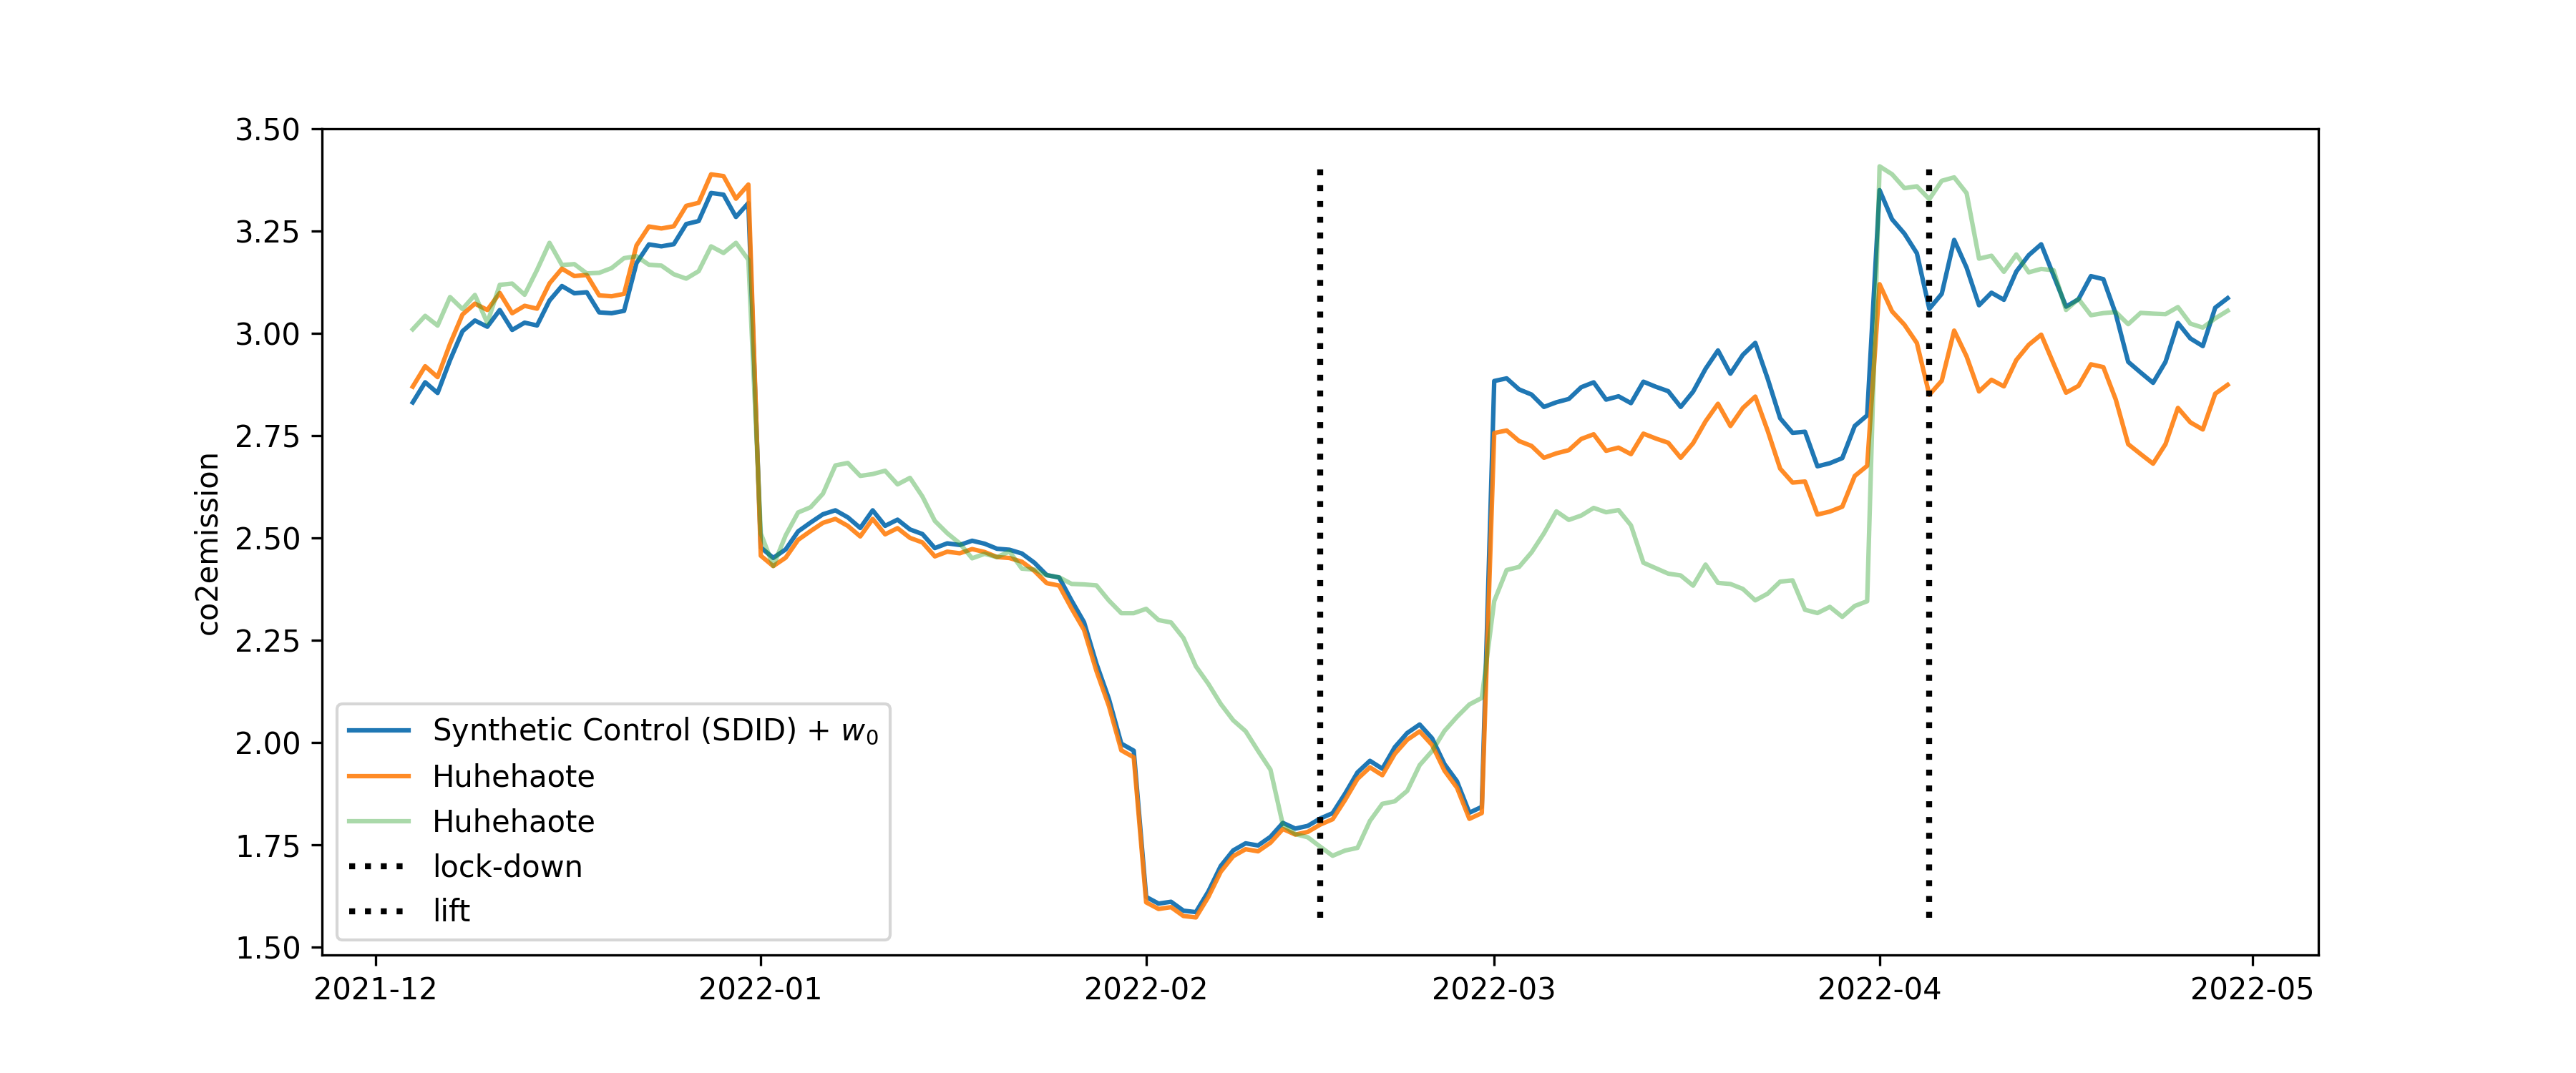 3.50
3.25
3.00
2.75
2.50
2.25
2.00
1.75
1.50
co2emission
Synthetic Control (SDID) + w₀
Huhehaote
Huhehaote
lock-down
lift
2021-12 2022-01 2022-02 2022-03 2022-04 2022-05